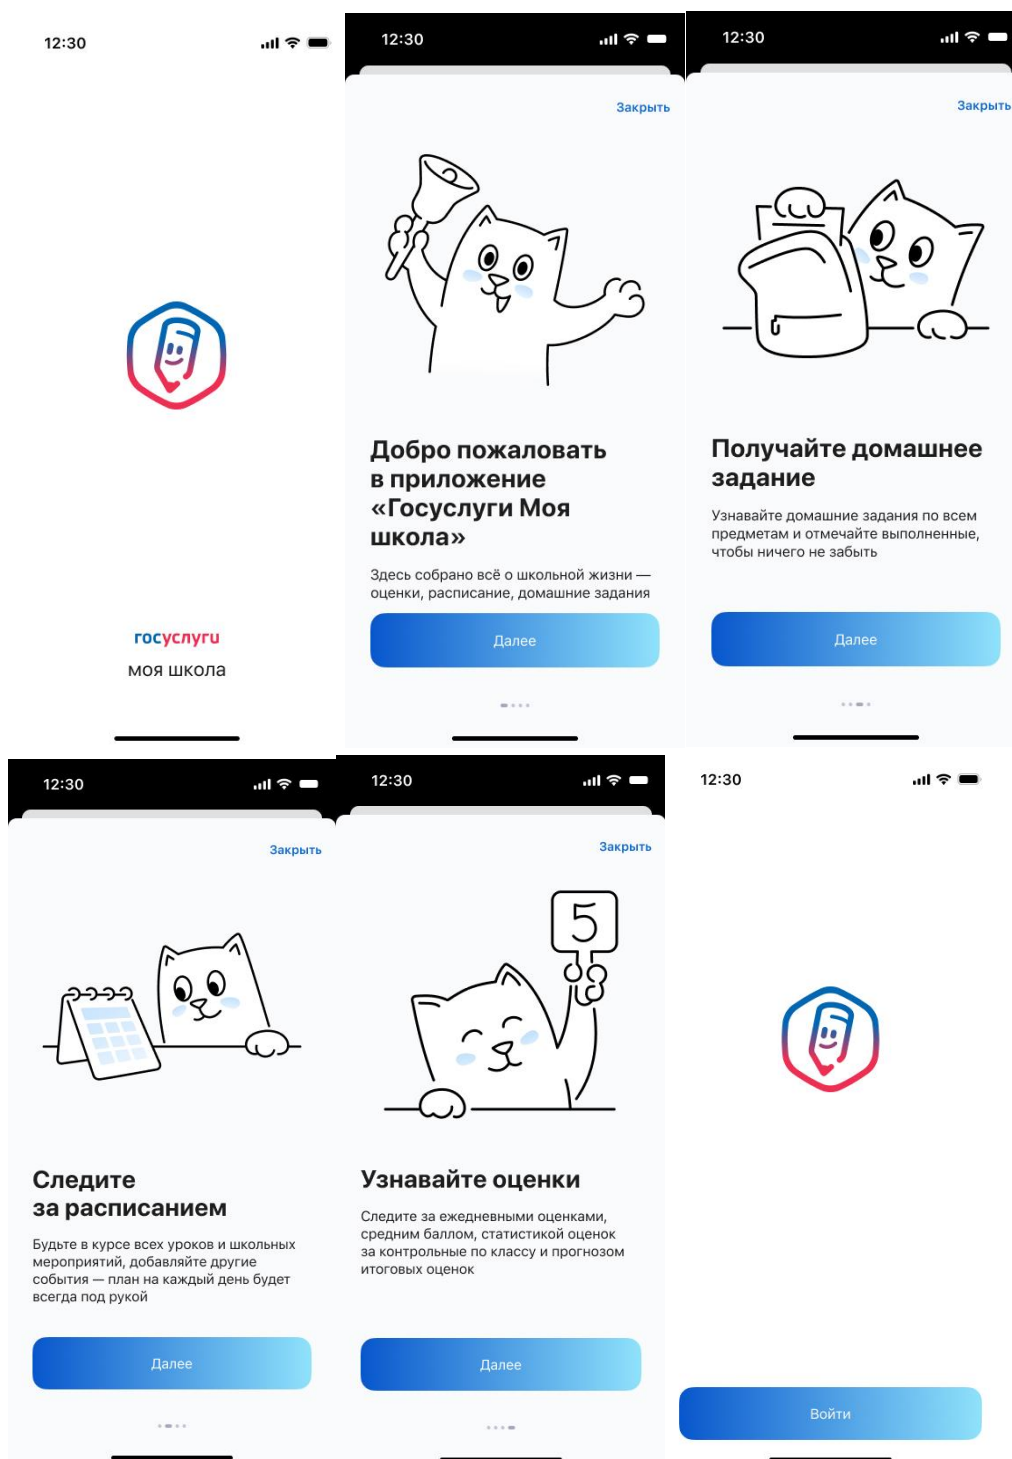 12:30
госуслуги
моя школа
12:30
Закрыть
Добро пожаловать
в приложение
«Госуслуги Моя
школа»
Здесь собрано всё о школьной жизни —
оценки, расписание, домашние задания
Далее
12:30
Закрыть
Получайте домашнее
задание
Узнавайте домашние задания по всем
предметам и отмечайте выполненные,
чтобы ничего не забыть
Далее
12:30
Закрыть
Следите
за расписанием
Будьте в курсе всех уроков и школьных
мероприятий, добавляйте другие
события — план на каждый день будет
всегда под рукой
Далее
12:30
Закрыть
5
Узнавайте оценки
Следите за ежедневными оценками,
средним баллом, статистикой оценок
за контрольные по классу и прогнозом
итоговых оценок
Далее
12:30
Войти